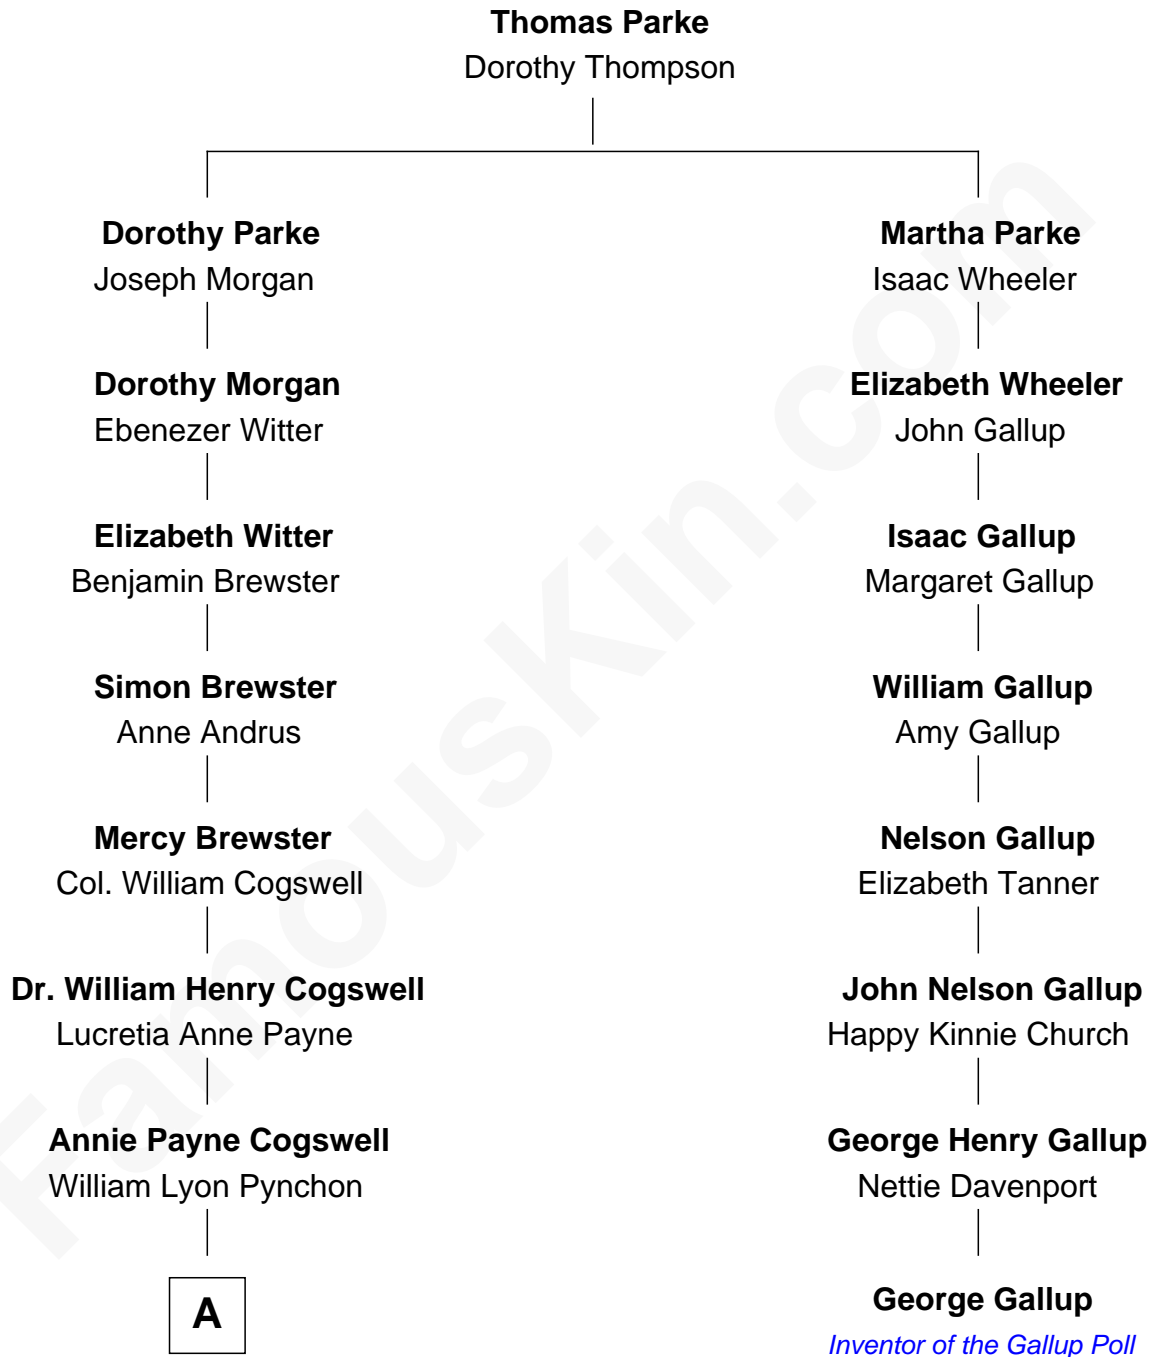 Thomas Parke
Dorothy Thompson
Dorothy Parke
Joseph Morgan
Martha Parke
Isaac Wheeler
Dorothy Morgan
Ebenezer Witter
Elizabeth Wheeler
John Gallup
Elizabeth Witter
Benjamin Brewster
Isaac Gallup
Margaret Gallup
Simon Brewster
Anne Andrus
William Gallup
Amy Gallup
Mercy Brewster
Col. William Cogswell
Nelson Gallup
Elizabeth Tanner
Dr. William Henry Cogswell
Lucretia Anne Payne
John Nelson Gallup
Happy Kinnie Church
Annie Payne Cogswell
William Lyon Pynchon
George Henry Gallup
Nettie Davenport
A
George Gallup
Inventor of the Gallup Poll
FamousKin.com